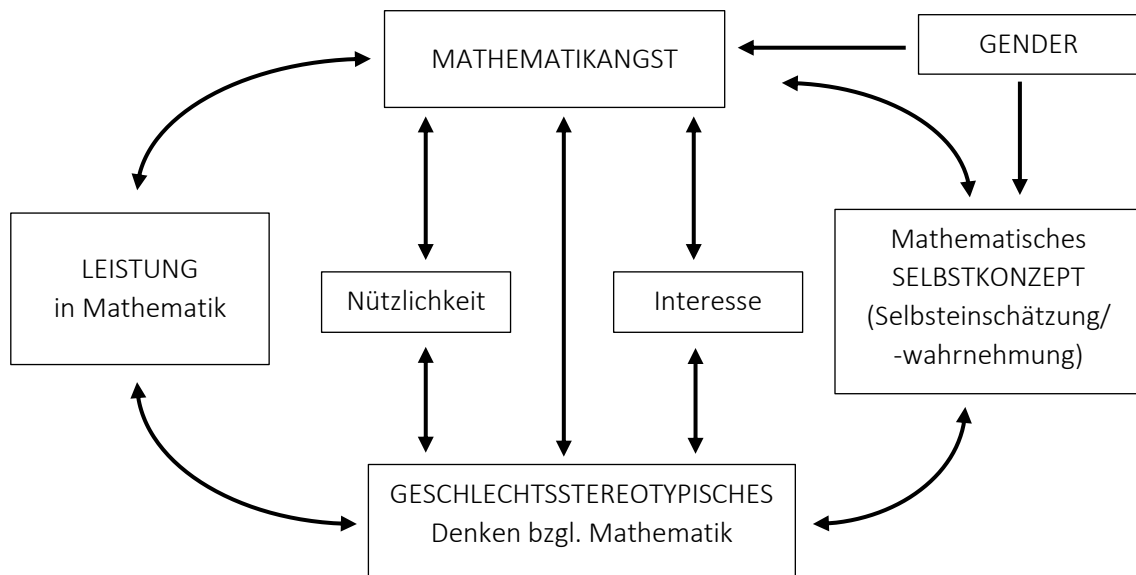 MATHEMATIKANGST
GENDER
LEISTUNG
in Mathematik
Nützlichkeit
Interesse
Mathematisches
SELBSTKONZEPT
(Selbsteinschätzung/
-wahrnehmung)
GESCHLECHTSSTEREOTYPISCHES
Denken bzgl. Mathematik